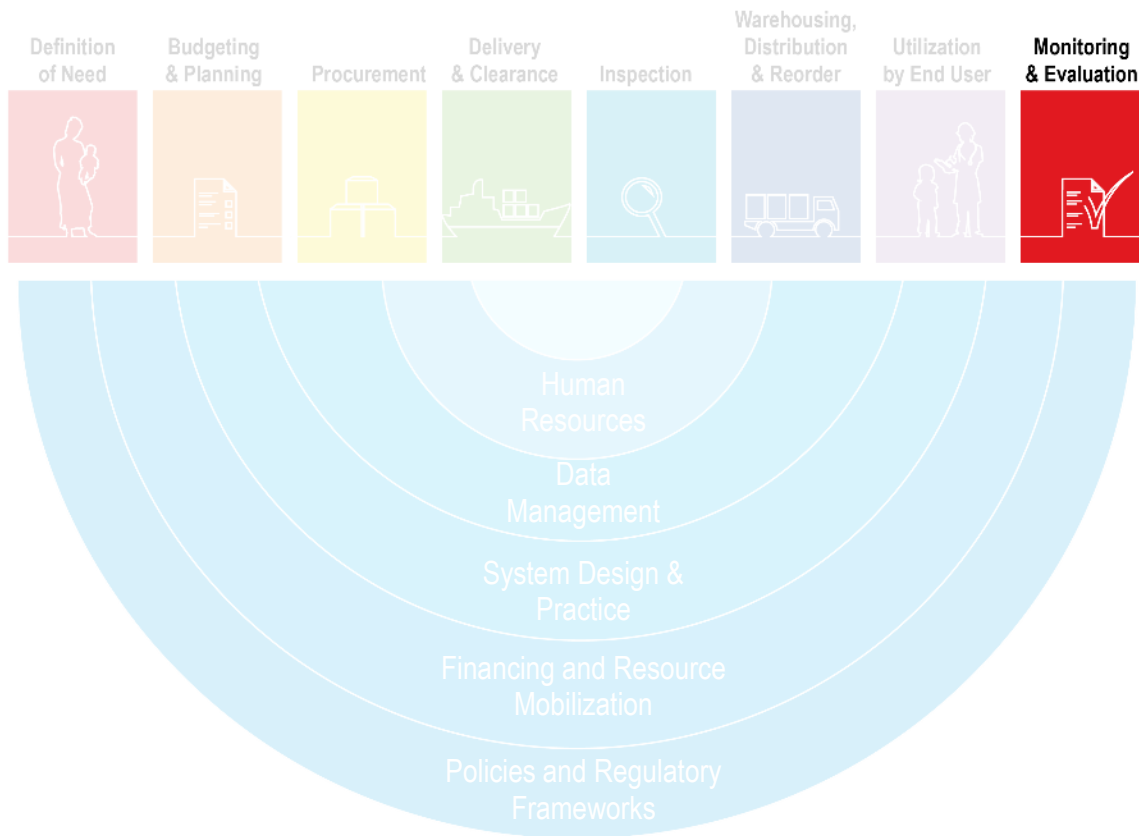 Definition
of Need
Budgeting
& Planning
Procurement
Delivery
& Clearance
Inspection
Warehousing,
Distribution
& Reorder
Utilization
by End User
Monitoring
& Evaluation
Human
Resources
Data
Management
System Design &
Practice
Financing and Resource
Mobilization
Policies and Regulatory
Frameworks